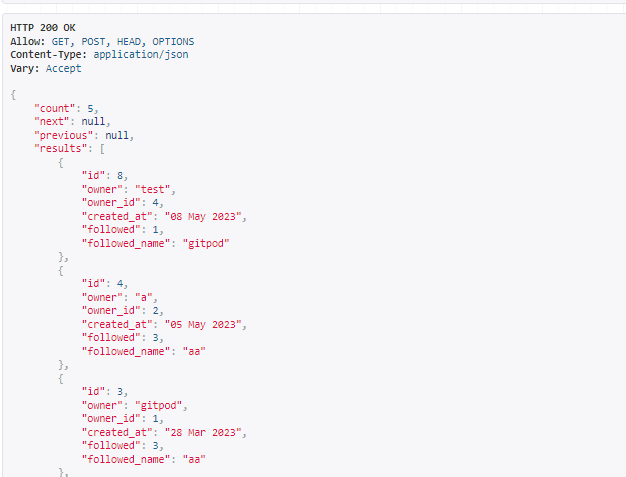 HTTP 200 OK
Allow: GET, POST, HEAD, OPTIONS
Content-Type: application/json
Vary: Accept
{
    "count": 5,
    "next": null,
    "previous": null,
    "results": [
        {
            "id": 8,
            "owner": "test",
            "owner_id": 4,
            "created_at": "08 May 2023",
            "followed": 1,
            "followed_name": "gitpod"
        },
        {
            "id": 4,
            "owner": "a",
            "owner_id": 2,
            "created_at": "05 May 2023",
            "followed": 3,
            "followed_name": "aa"
        },
        {
            "id": 3,
            "owner": "gitpod",
            "owner_id": 1,
            "created_at": "28 Mar 2023",
            "followed": 3,
            "followed_name": "aa"
        },